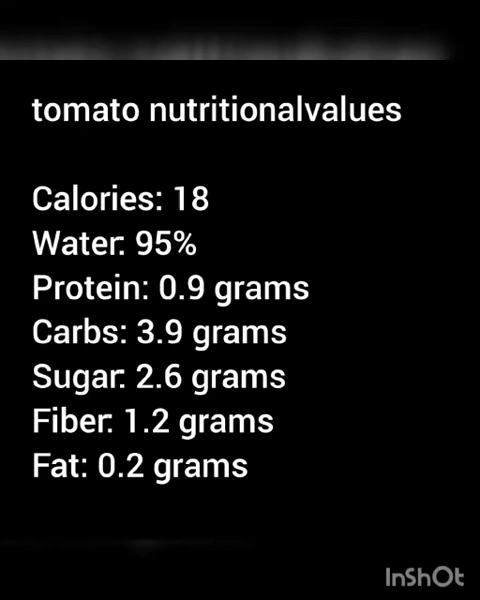 tomato nutritionalvalues
Calories: 18
Water: 95%
Protein: 0.9 grams
Carbs: 3.9 grams
Sugar: 2.6 grams
Fiber: 1.2 grams
Fat: 0.2 grams
InShOt